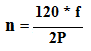 n = 120 * f
2P